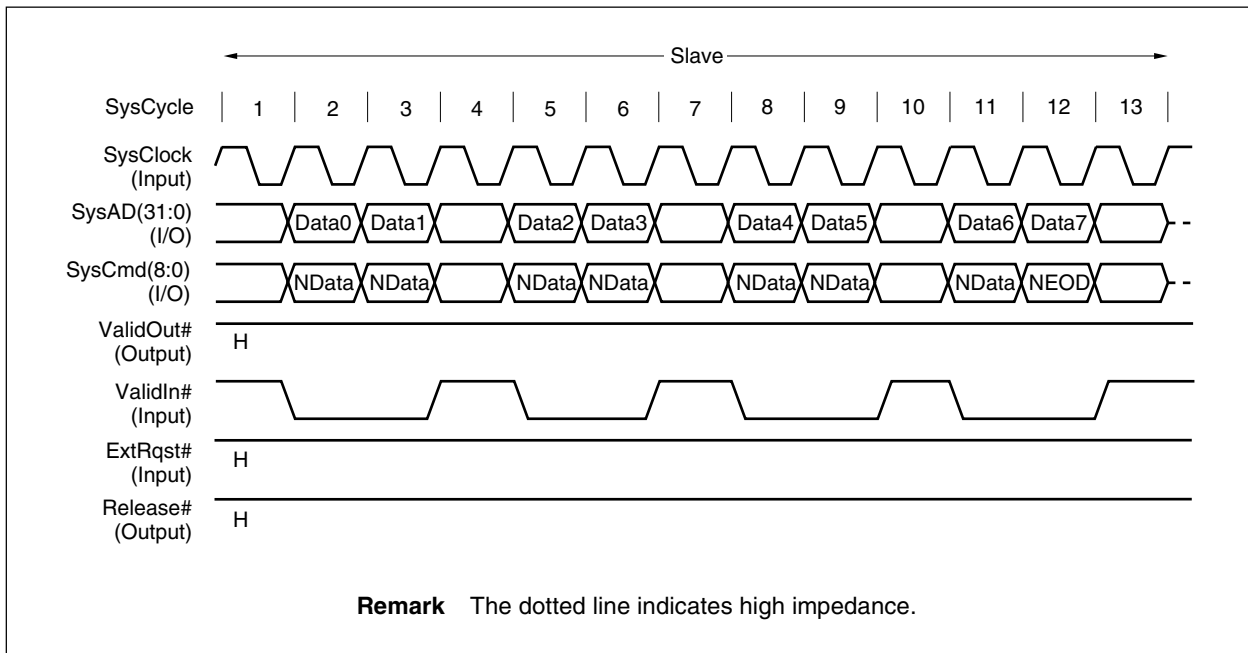 Slave
SysCycle 1 2 3 4 5 6 7 8 9 10 11 12 13
SysClock
(Input)
SysAD(31:0)
(I/O)
Data0 Data1 Data2 Data3 Data4 Data5 Data6 Data7
SysCmd(8:0)
(I/O)
NData NData NData NData NData NData NData NEOD
ValidOut#
(Output)
H
ValidIn#
(Input)
ExtRqst#
(Input)
H
Release#
(Output)
H
Remark The dotted line indicates high impedance.